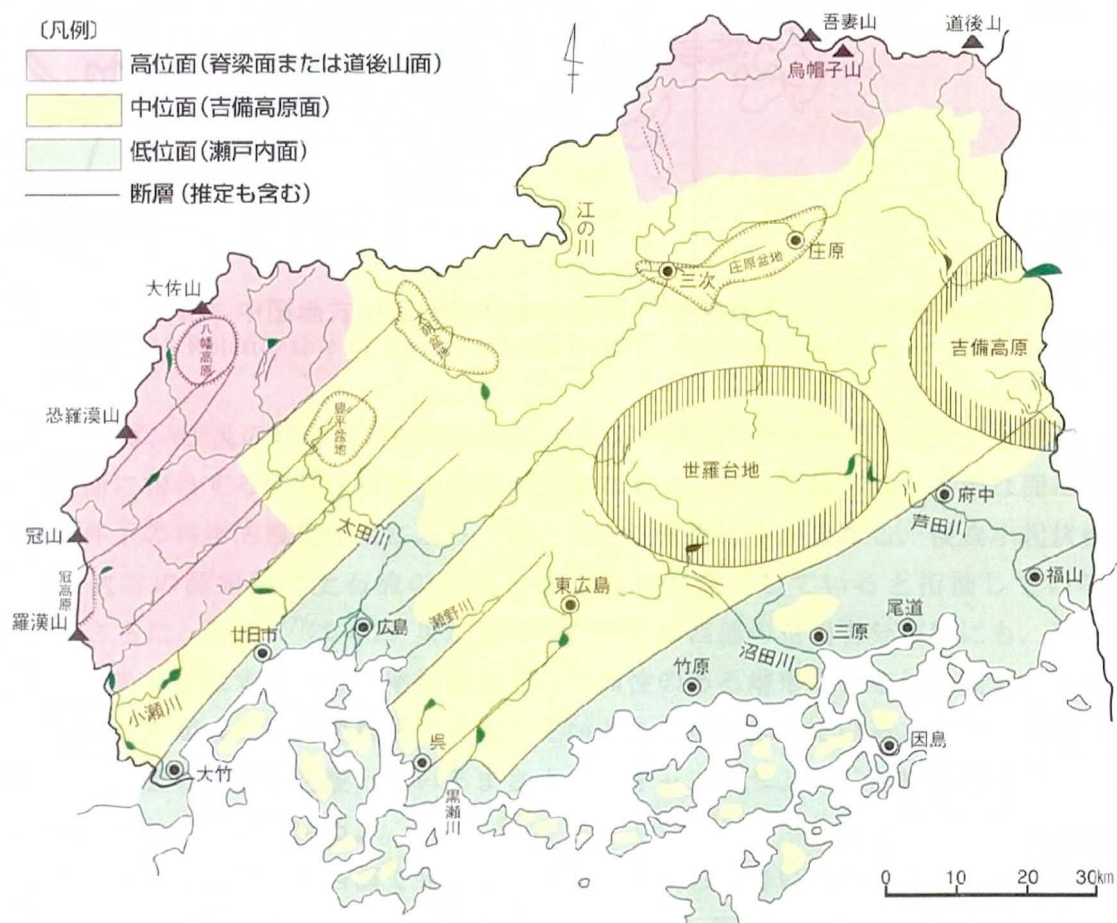 〔凡例〕
高位面(脊梁面または道後山面)
中位面(吉備高原面)
低位面(瀬戸内面)
断層(推定も含む)
吾妻山
道後山
烏帽子山
江の川
三次
庄原盆地
庄原
大佐山
八幡高原
吉備高原
恐羅漢山
豊平盆地
世羅台地
冠山
冠高原
羅漢山
太田川
府中
芦田川
福山
瀬野川
東広島
廿日市
広島
尾道
三原
沼田川
竹原
小瀬川
呉
因島
大竹
黒瀬川
0 10 20 30km